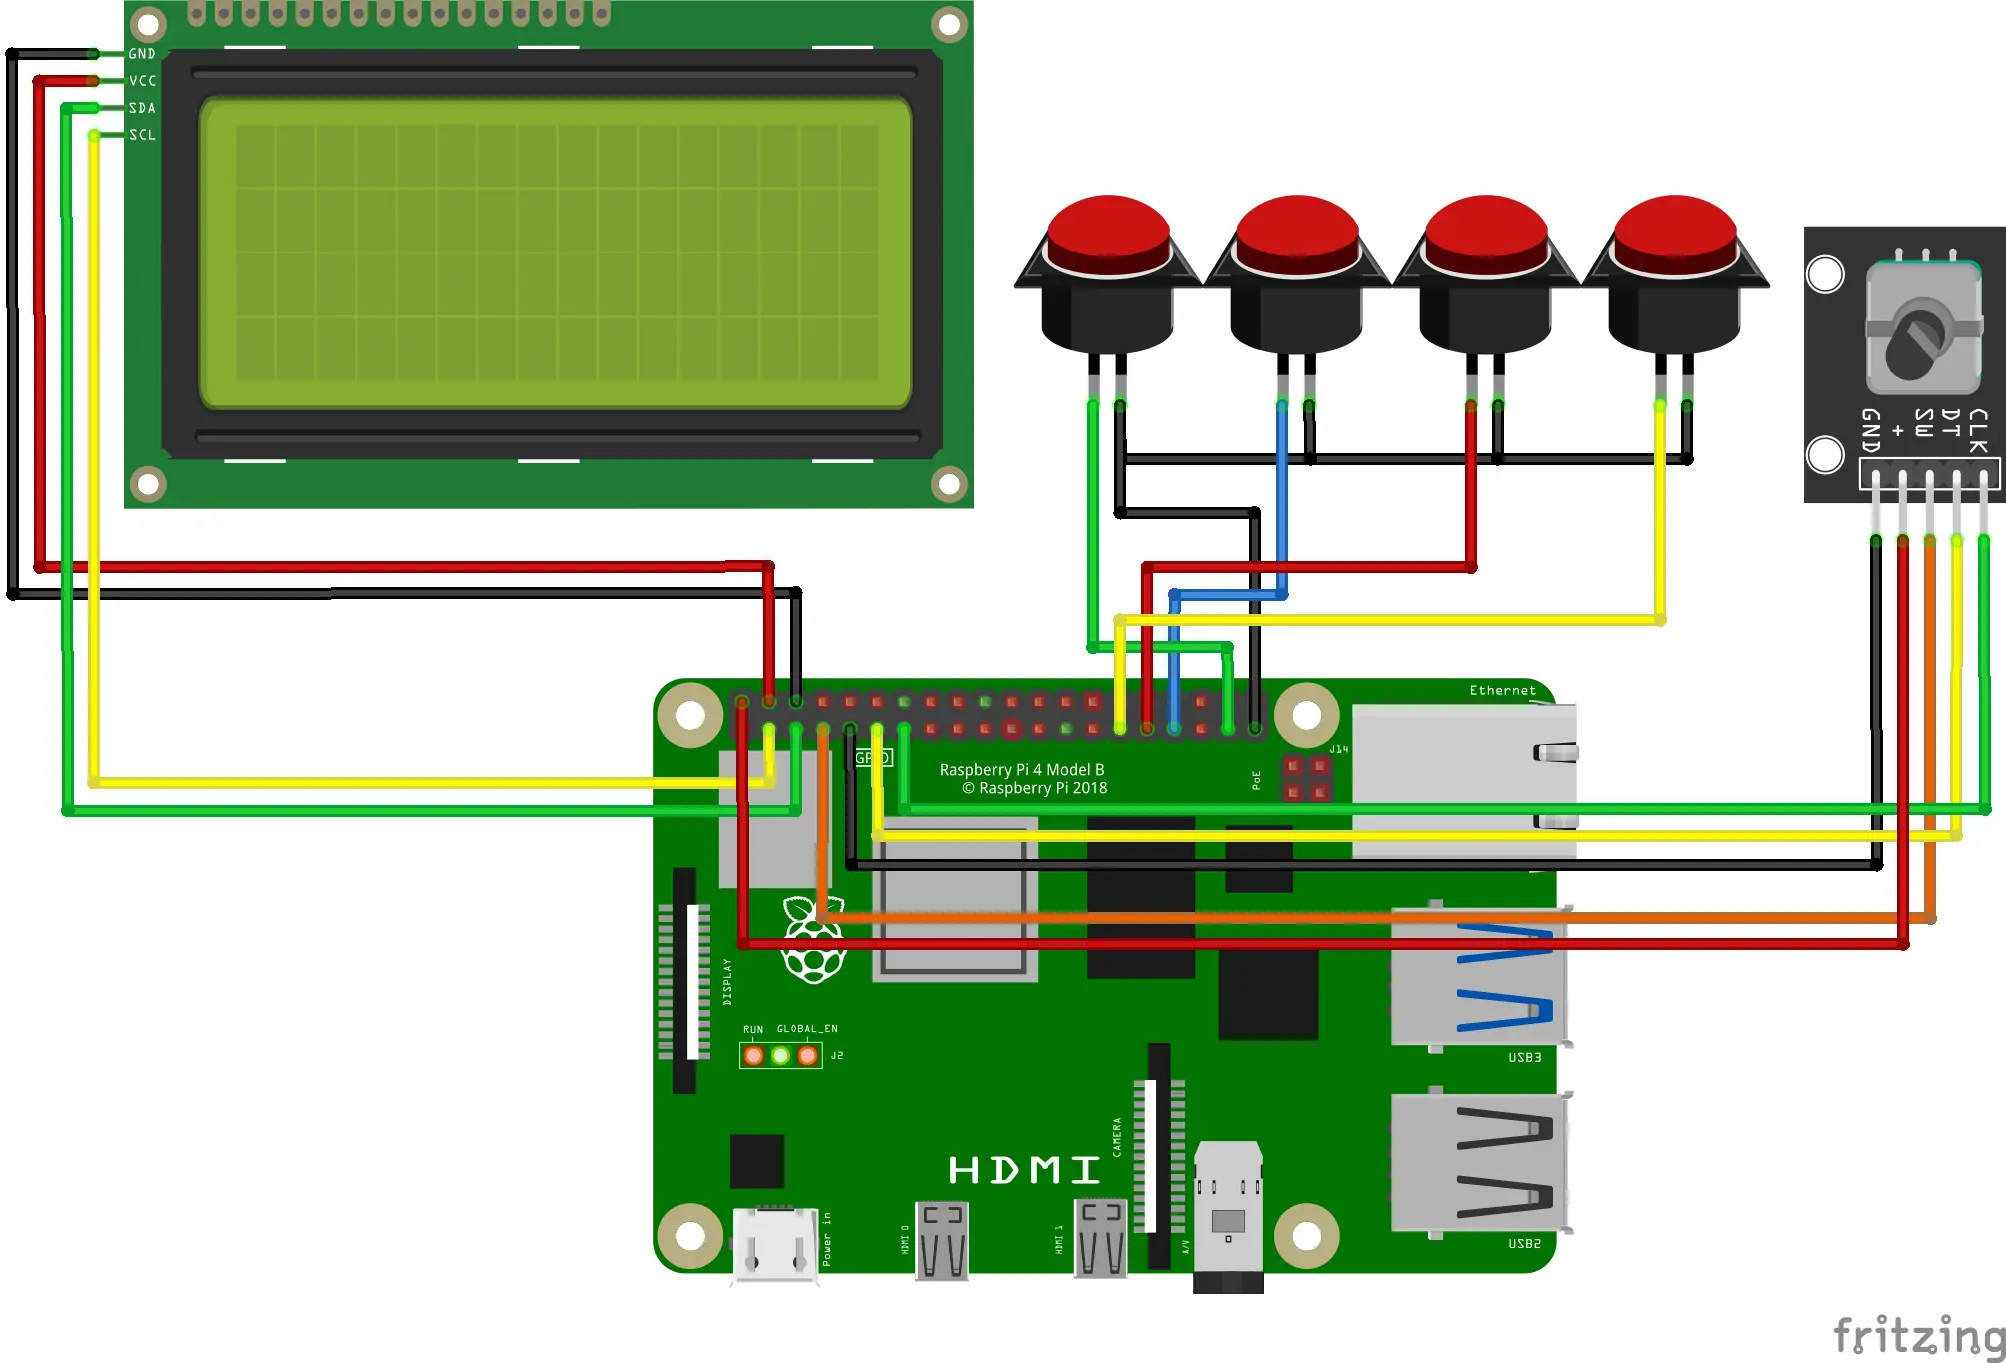 GND
VCC
SDA
SCL
GND
+
SW
DT
CLK
Ethernet
J14
GPIO
Raspberry Pi 4 Model B
© Raspberry Pi 2018
PoE
DISPLAY
RUN GLOBAL_EN
J2
USB3
CAMERA
HDMI
Power in
HDMI 0
HDMI 1
A/V
USB2
fritzing